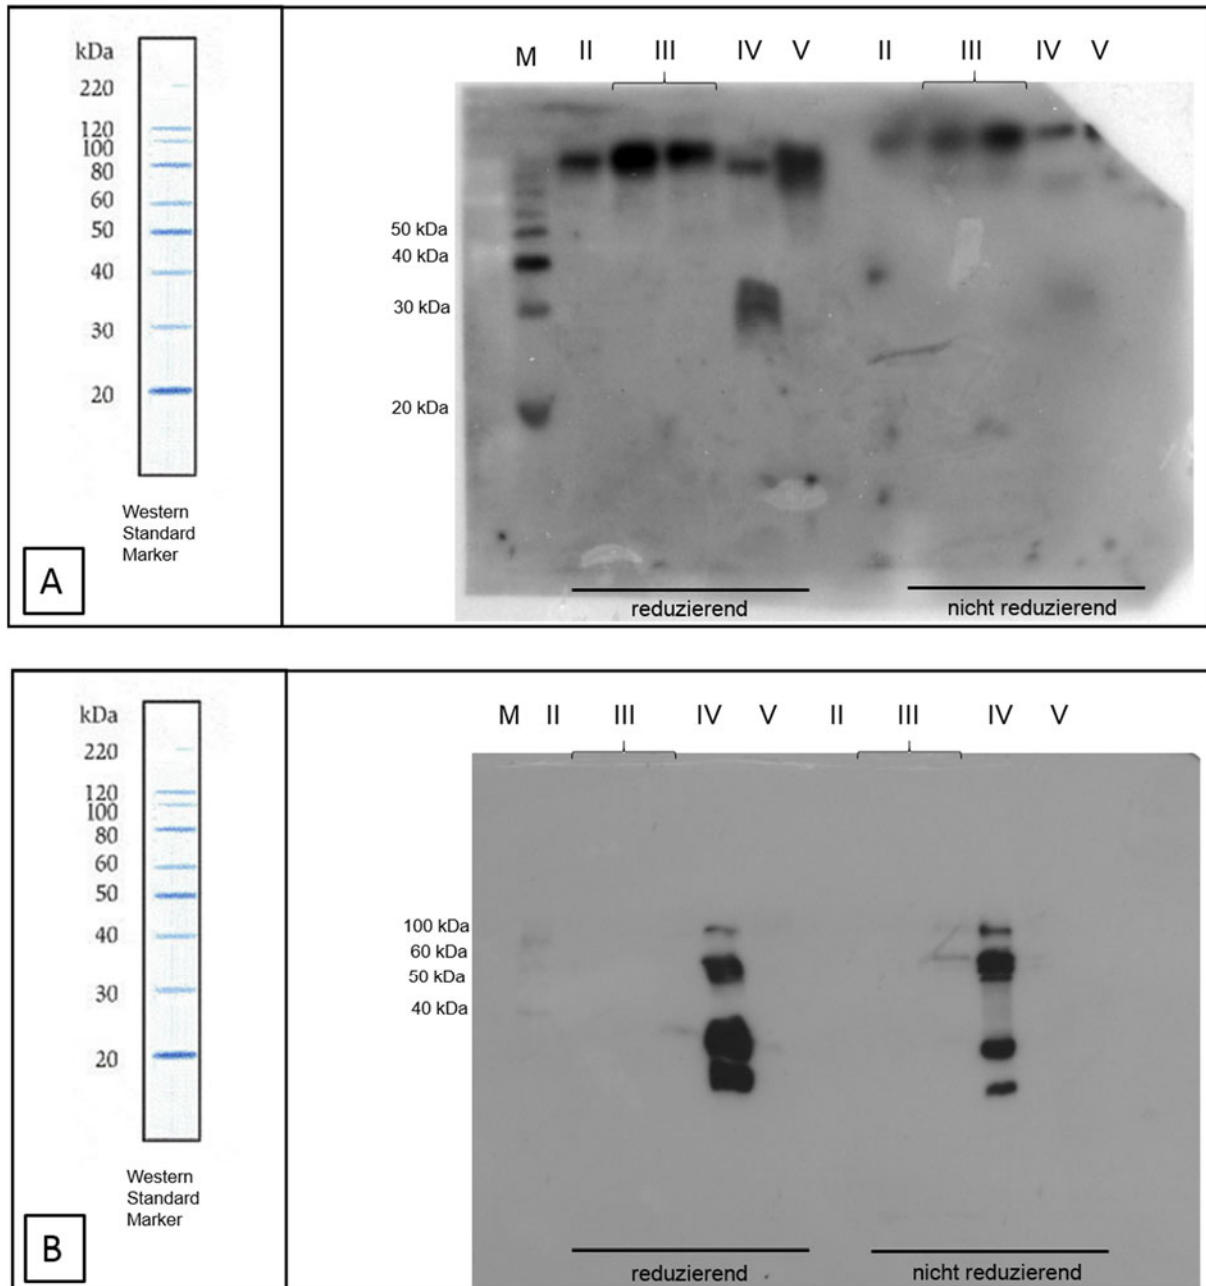 kDa
220
120
100
80
60
50
40
30
20
Western
Standard
Marker
A
M II III IV V II III IV V
50 kDa
40 kDa
30 kDa
20 kDa
reduzierend nicht reduzierend
kDa
220
120
100
80
60
50
40
30
20
Western
Standard
Marker
B
M II III IV V II III IV V
100 kDa
60 kDa
50 kDa
40 kDa
reduzierend nicht reduzierend